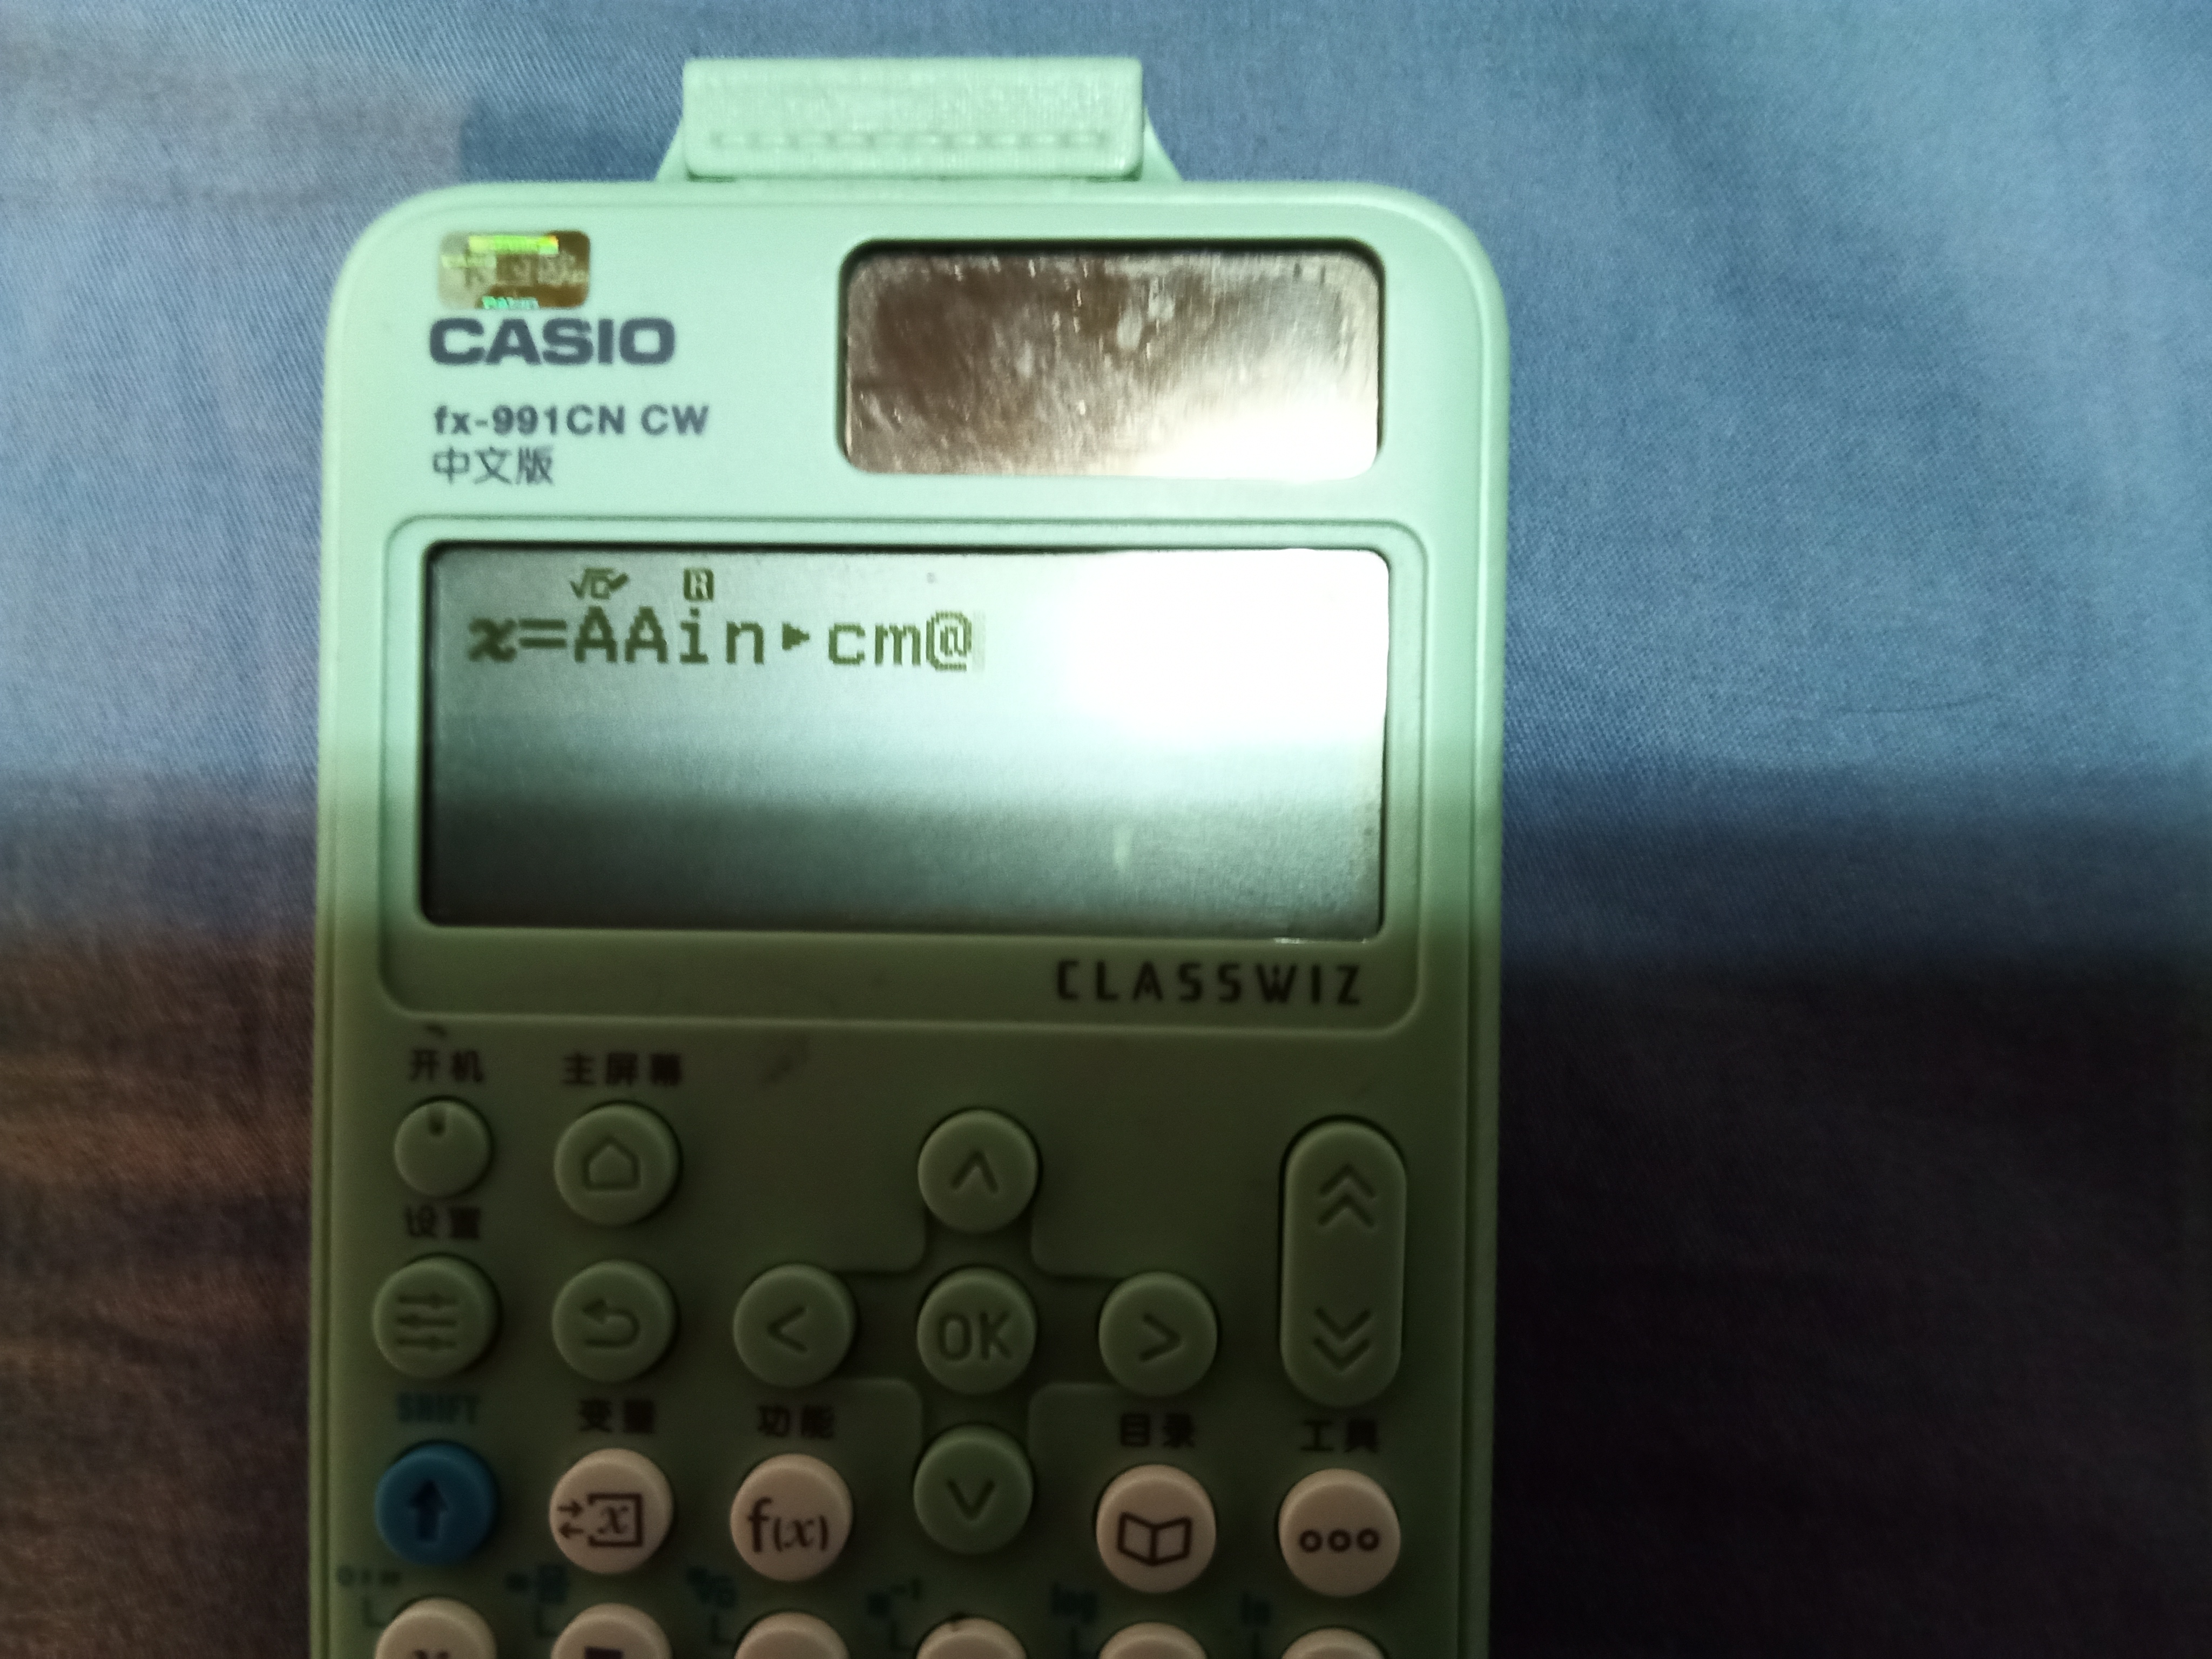 CASIO
fx-991CN CW
中文版
√□ R
x=AAin►cm@
CLASSWIZ
开机 主屏幕
设置
OK
SHIFT 变量 功能 目录 工具
x f(x)